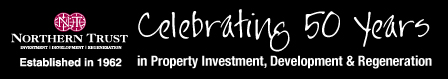 NORTHERN TRUST
INVESTMENT | DEVELOPMENT | REGENERATION
Established in 1962
Celebrating 50 Years
in Property Investment, Development & Regeneration